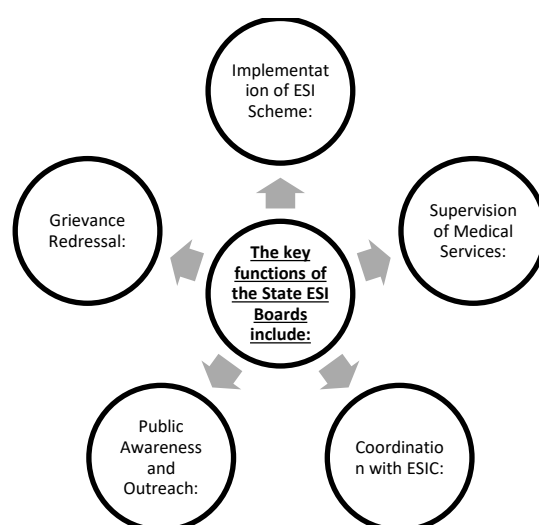 Implementat
ion of ESI
Scheme:
Grievance
Redressal:
Supervision
of Medical
Services:
The key
functions of
the State ESI
Boards
include:
Public
Awareness
and
Outreach:
Coordinatio
n with ESIC: